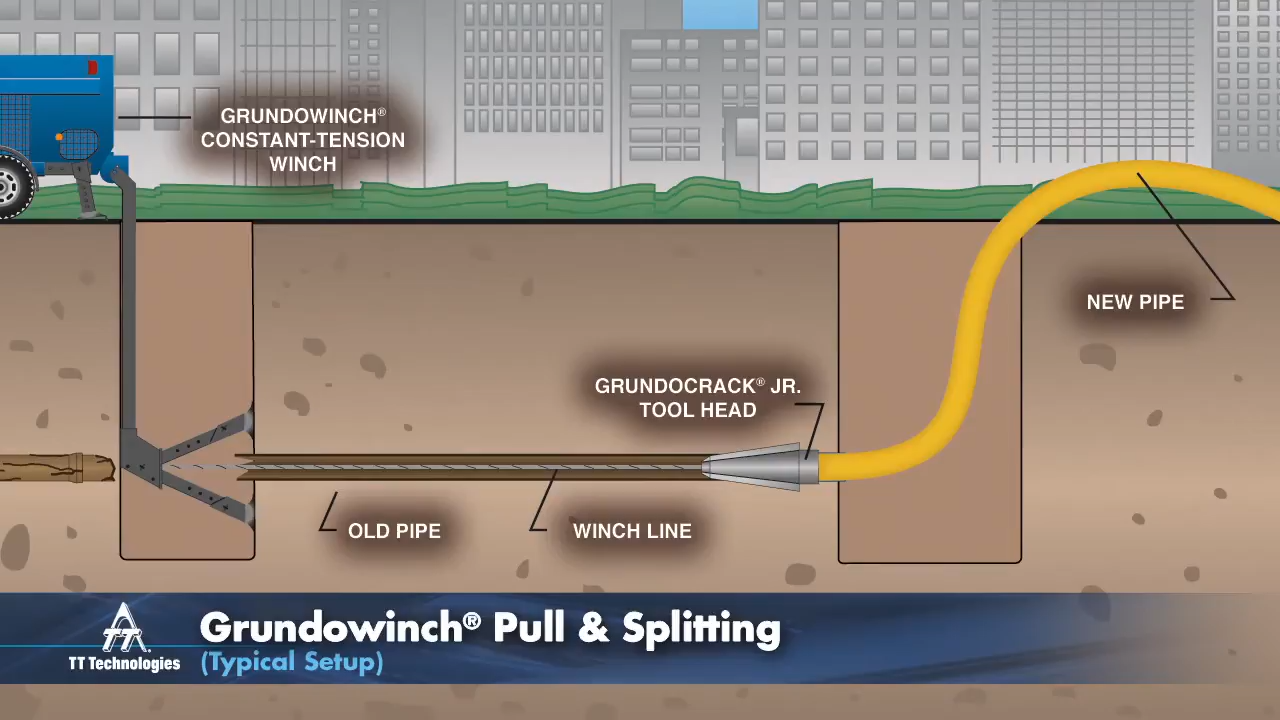 GRUNDOWINCH®
CONSTANT-TENSION
WINCH
NEW PIPE
GRUNDOCRACK® JR.
TOOL HEAD
OLD PIPE
WINCH LINE
TT
TT Technologies
Grundowinch® Pull & Splitting
(Typical Setup)